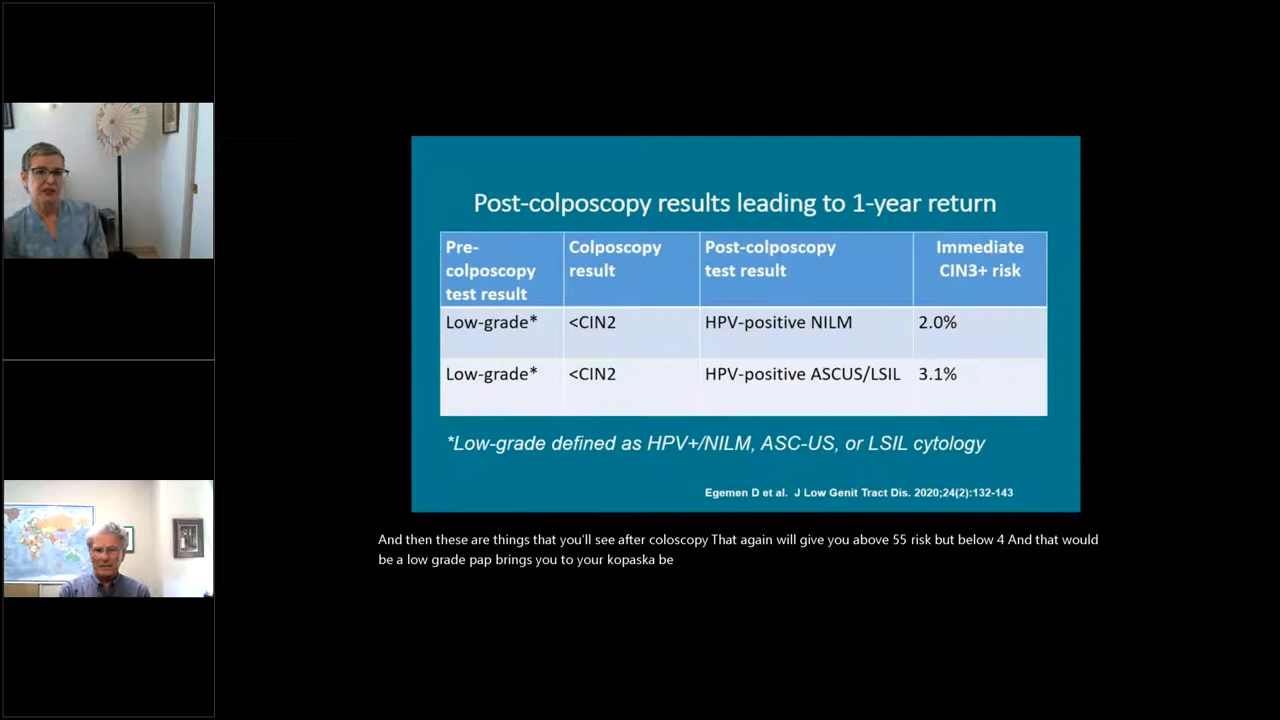 Post-colposcopy results leading to 1-year return
Pre-
colposcopy
test result
Colposcopy
result
Post-colposcopy
test result
Immediate
CIN3+ risk
Low-grade*
<CIN2
HPV-positive NILM
2.0%
Low-grade*
<CIN2
HPV-positive ASCUS/LSIL
3.1%
*Low-grade defined as HPV+/NILM, ASC-US, or LSIL cytology
Egemen D et al. J Low Genit Tract Dis. 2020;24(2):132-143
And then these are things that you'll see after coloscopy That again will give you above 55 risk but below 4 And that would
be a low grade pap brings you to your kopaska be